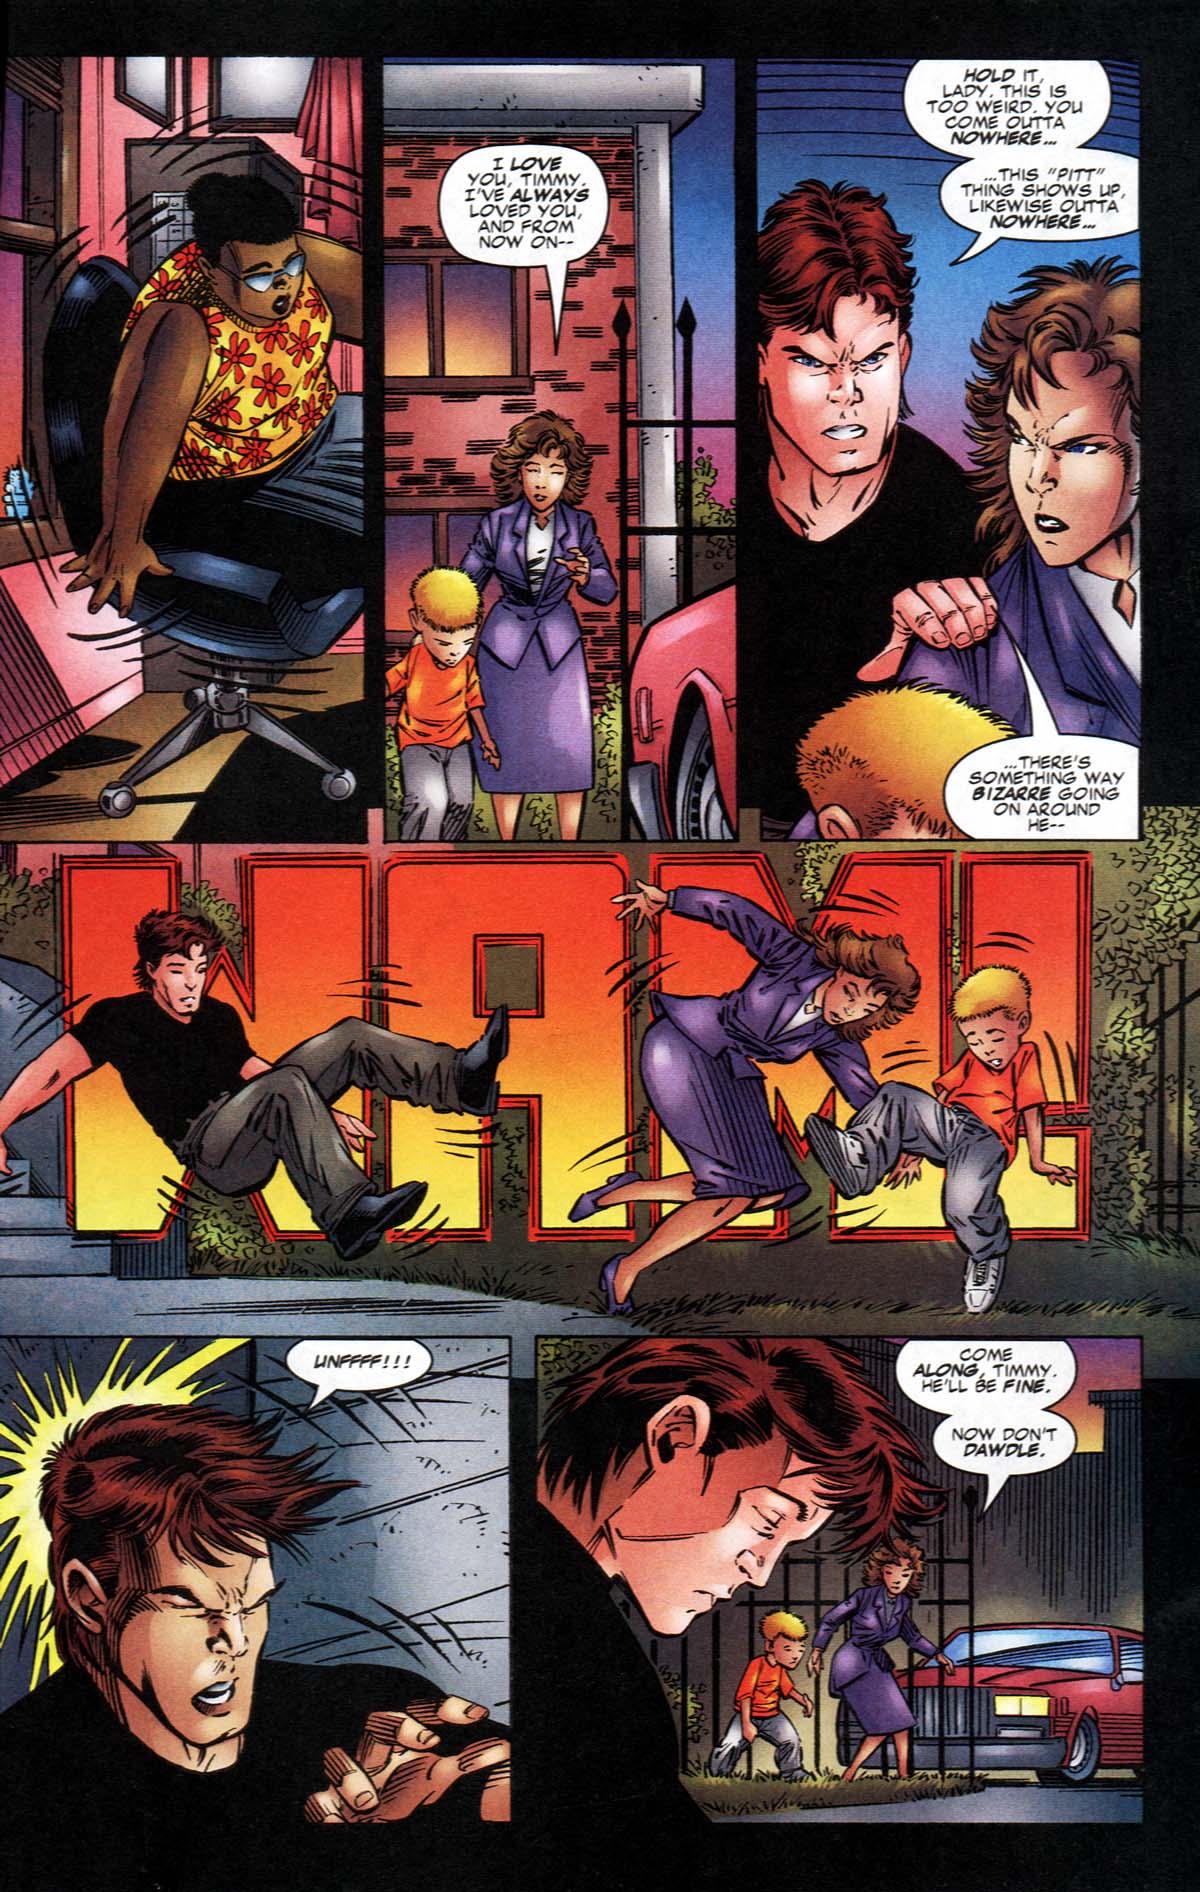 I LOVE
YOU, TIMMY.
I'VE ALWAYS
LOVED YOU,
AND FROM
NOW ON--
HOLD IT,
LADY. THIS IS
TOO WEIRD. YOU
COME OUTTA
NOWHERE...
...THIS "PITT"
THING SHOWS UP,
LIKEWISE OUTTA
NOWHERE...
...THERE'S
SOMETHING WAY
BIZARRE GOING
ON AROUND
HE--
WAM!
UNFFFF!!!
COME
ALONG, TIMMY.
HE'LL BE FINE.
NOW DON'T
DAWDLE.